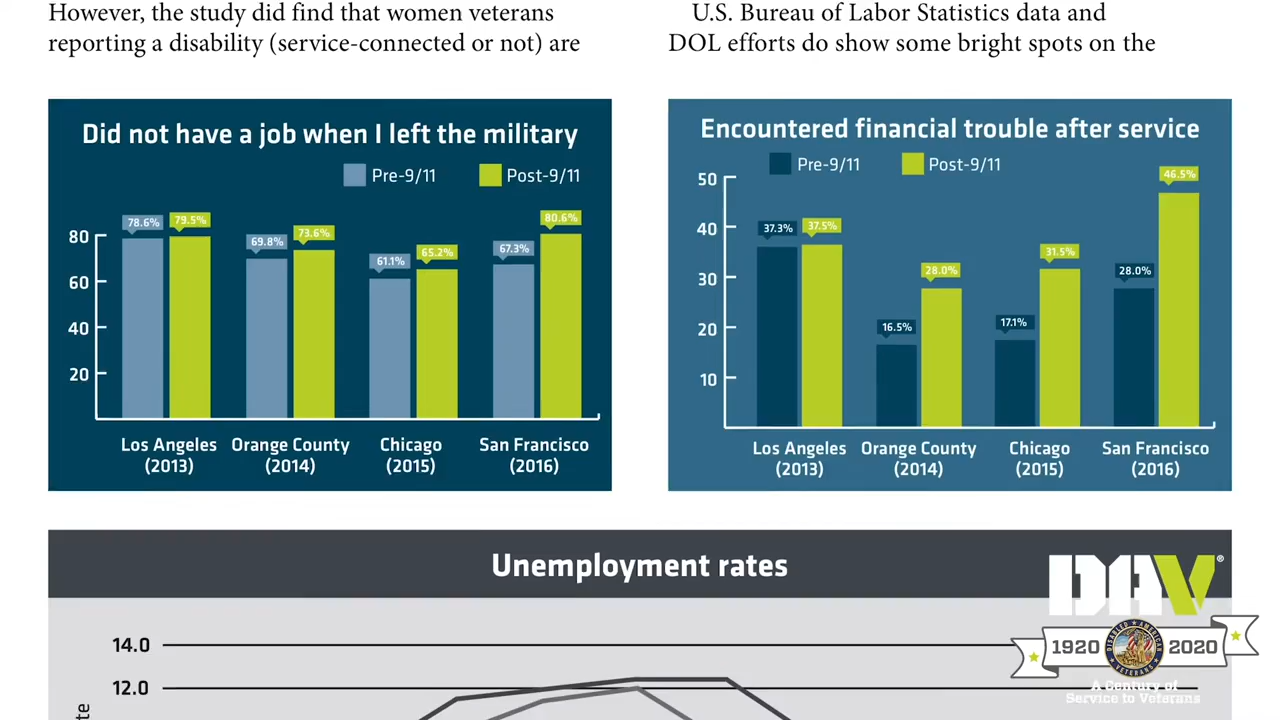 However, the study did find that women veterans
reporting a disability (service-connected or not) are
U.S. Bureau of Labor Statistics data and
DOL efforts do show some bright spots on the
Did not have a job when I left the military
Pre-9/11 Post-9/11
80
60
40
20
78.6% 79.5% 69.8% 73.6% 61.1% 65.2% 67.3% 80.6%
Los Angeles Orange County Chicago San Francisco
(2013) (2014) (2015) (2016)
Encountered financial trouble after service
Pre-9/11 Post-9/11
50
40
30
20
10
37.3% 37.5% 16.5% 28.0% 17.1% 31.5% 28.0% 46.5%
Los Angeles Orange County Chicago San Francisco
(2013) (2014) (2015) (2016)
Unemployment rates
14.0
12.0
DAV®
1920 2020
DISABLED AMERICAN VETERANS
A Century of
Service to Veterans